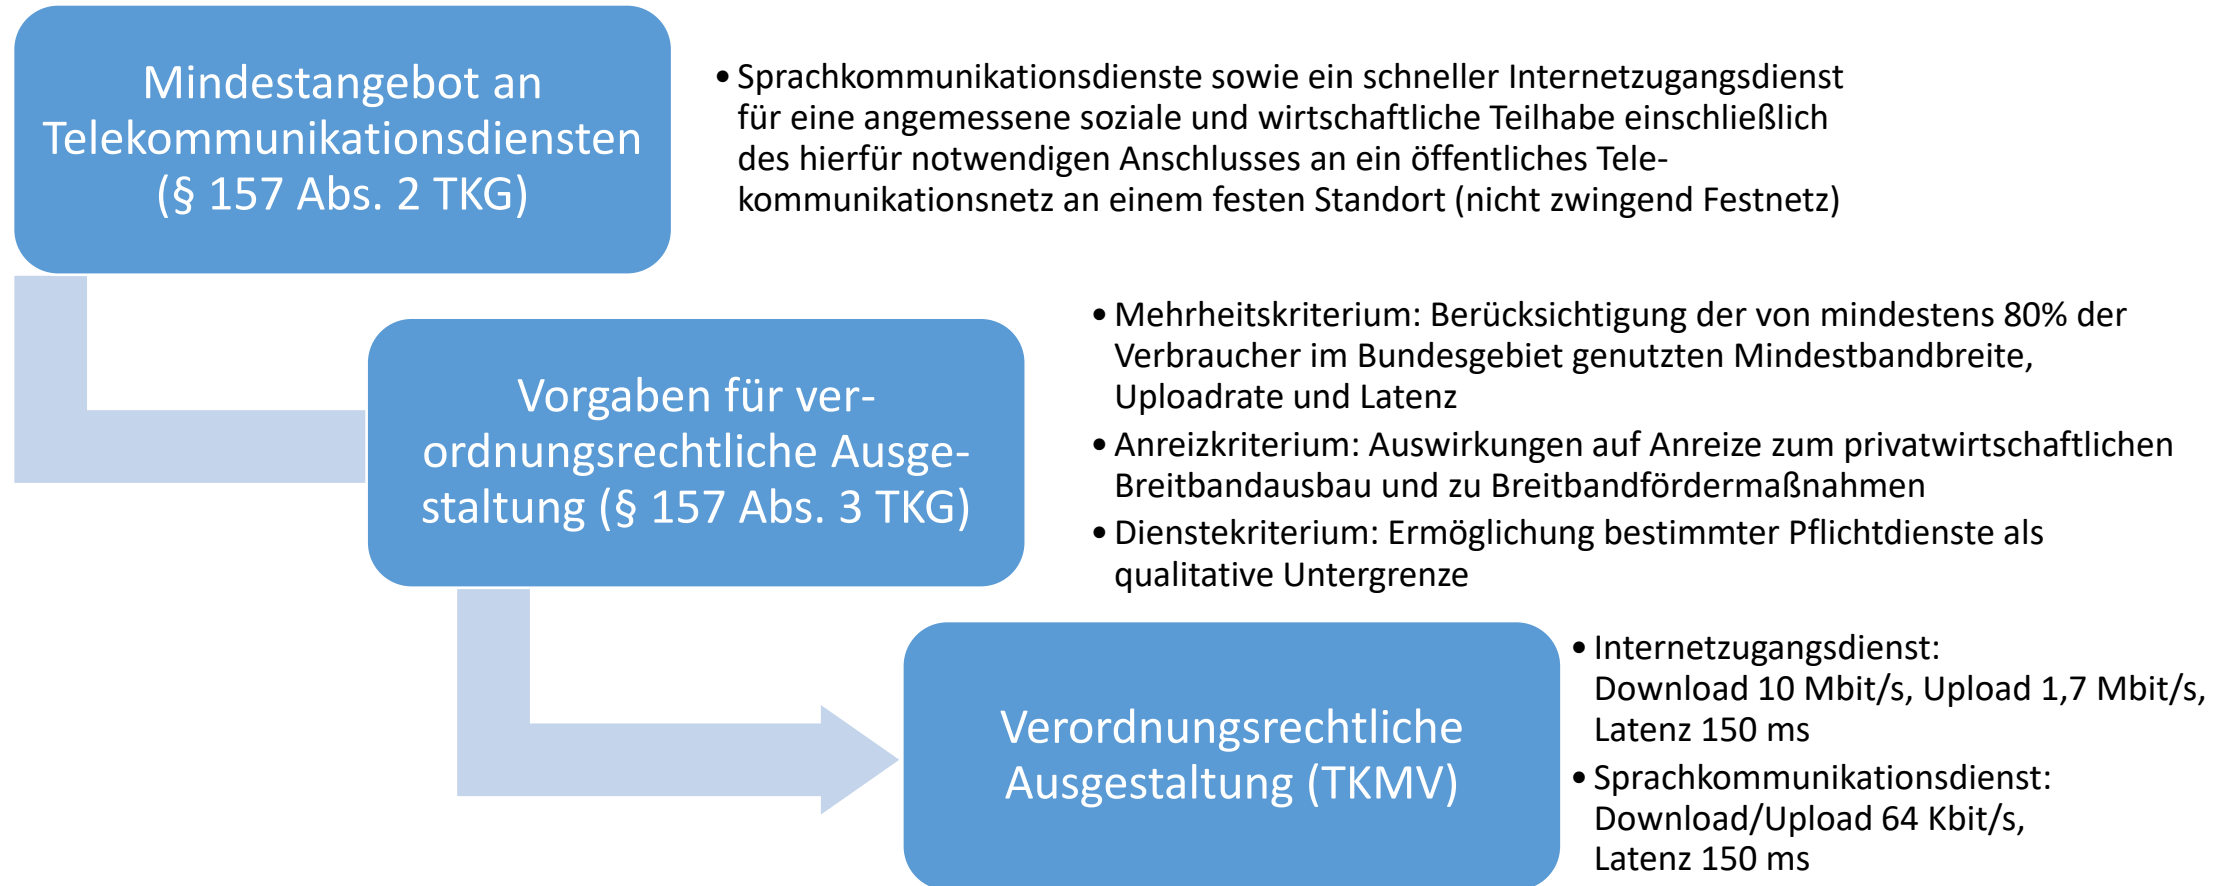 Mindestangebot an
Telekommunikationsdiensten
(§ 157 Abs. 2 TKG)
• Sprachkommunikationsdienste sowie ein schneller Internetzugangsdienst
für eine angemessene soziale und wirtschaftliche Teilhabe einschließlich
des hierfür notwendigen Anschlusses an ein öffentliches Tele-
kommunikationsnetz an einem festen Standort (nicht zwingend Festnetz)
Vorgaben für ver-
ordnungsrechtliche Ausge-
staltung (§ 157 Abs. 3 TKG)
• Mehrheitskriterium: Berücksichtigung der von mindestens 80% der
Verbraucher im Bundesgebiet genutzten Mindestbandbreite,
Uploadrate und Latenz
• Anreizkriterium: Auswirkungen auf Anreize zum privatwirtschaftlichen
Breitbandausbau und zu Breitbandfördermaßnahmen
• Dienstekriterium: Ermöglichung bestimmter Pflichtdienste als
qualitative Untergrenze
Verordnungsrechtliche
Ausgestaltung (TKMV)
• Internetzugangsdienst:
Download 10 Mbit/s, Upload 1,7 Mbit/s,
Latenz 150 ms
• Sprachkommunikationsdienst:
Download/Upload 64 Kbit/s,
Latenz 150 ms